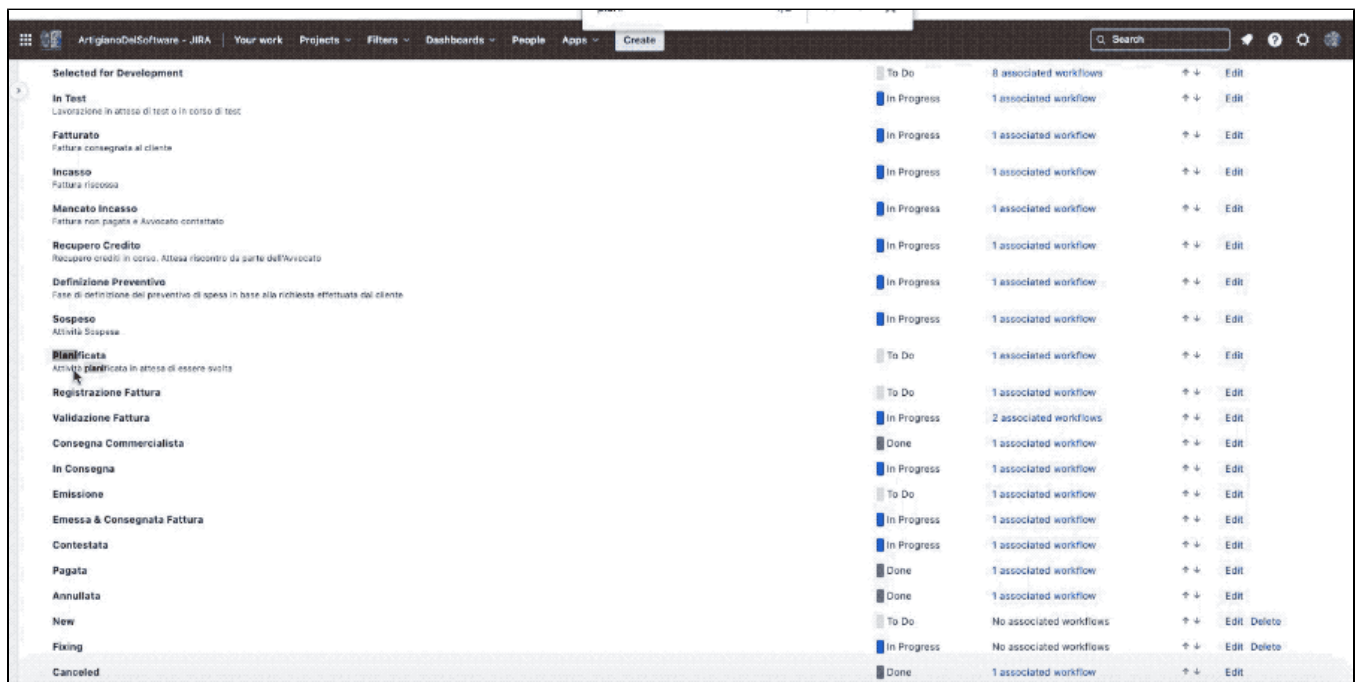 ArtigianoDelSoftware - JIRA Your work Projects Filters Dashboards People Apps Create Search
Selected for Development To Do 8 associated workflows Edit
In Test In Progress 1 associated workflow Edit
Lavorazione in attesa di test o in corso di test
Fatturato In Progress 1 associated workflow Edit
Fattura consegnata al cliente
Incasso In Progress 1 associated workflow Edit
Fattura riscossa
Mancato Incasso In Progress 1 associated workflow Edit
Fattura non pagata e Avvocato contattato
Recupero Credito In Progress 1 associated workflow Edit
Recupero crediti in corso. Attesa riscontro da parte dell'Avvocato
Definizione Preventivo In Progress 1 associated workflow Edit
Fase di definizione del preventivo di spesa in base alla richiesta effettuata dal cliente
Sospeso In Progress 1 associated workflow Edit
Attività Sospesa
Planificata To Do 1 associated workflow Edit
Attività planificata in attesa di essere svolta
Registrazione Fattura To Do 1 associated workflow Edit
Validazione Fattura In Progress 2 associated workflows Edit
Consegna Commercialista Done 1 associated workflow Edit
In Consegna In Progress 1 associated workflow Edit
Emissione To Do 1 associated workflow Edit
Emessa & Consegnata Fattura In Progress 1 associated workflow Edit
Contestata In Progress 1 associated workflow Edit
Pagata Done 1 associated workflow Edit
Annullata Done 1 associated workflow Edit
New To Do No associated workflows Edit Delete
Fixing In Progress No associated workflows Edit Delete
Canceled Done 1 associated workflow Edit